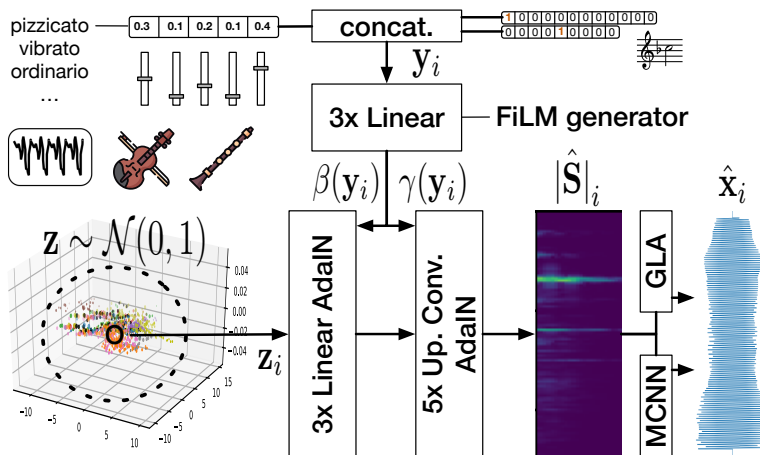 pizzicato
vibrato
ordinario
...
0.3 0.1 0.2 0.1 0.4
concat.
1 0 0 0 0 0 0 0 0 0 0 0
0 0 0 0 0 1 0 0 0 0 0
y_i
3x Linear
FiLM generator
β(y_i) γ(y_i)
|Ŝ|_i
x̂_i
z ~ 𝒩(0, 1)
0.04
0.02
0.00
−0.02
−0.04
15
10
5
0
−5
−10
−10 −5 0 5 10
z_i
3x Linear AdaIN
5x Up. Conv.
AdaIN
GLA
MCNN